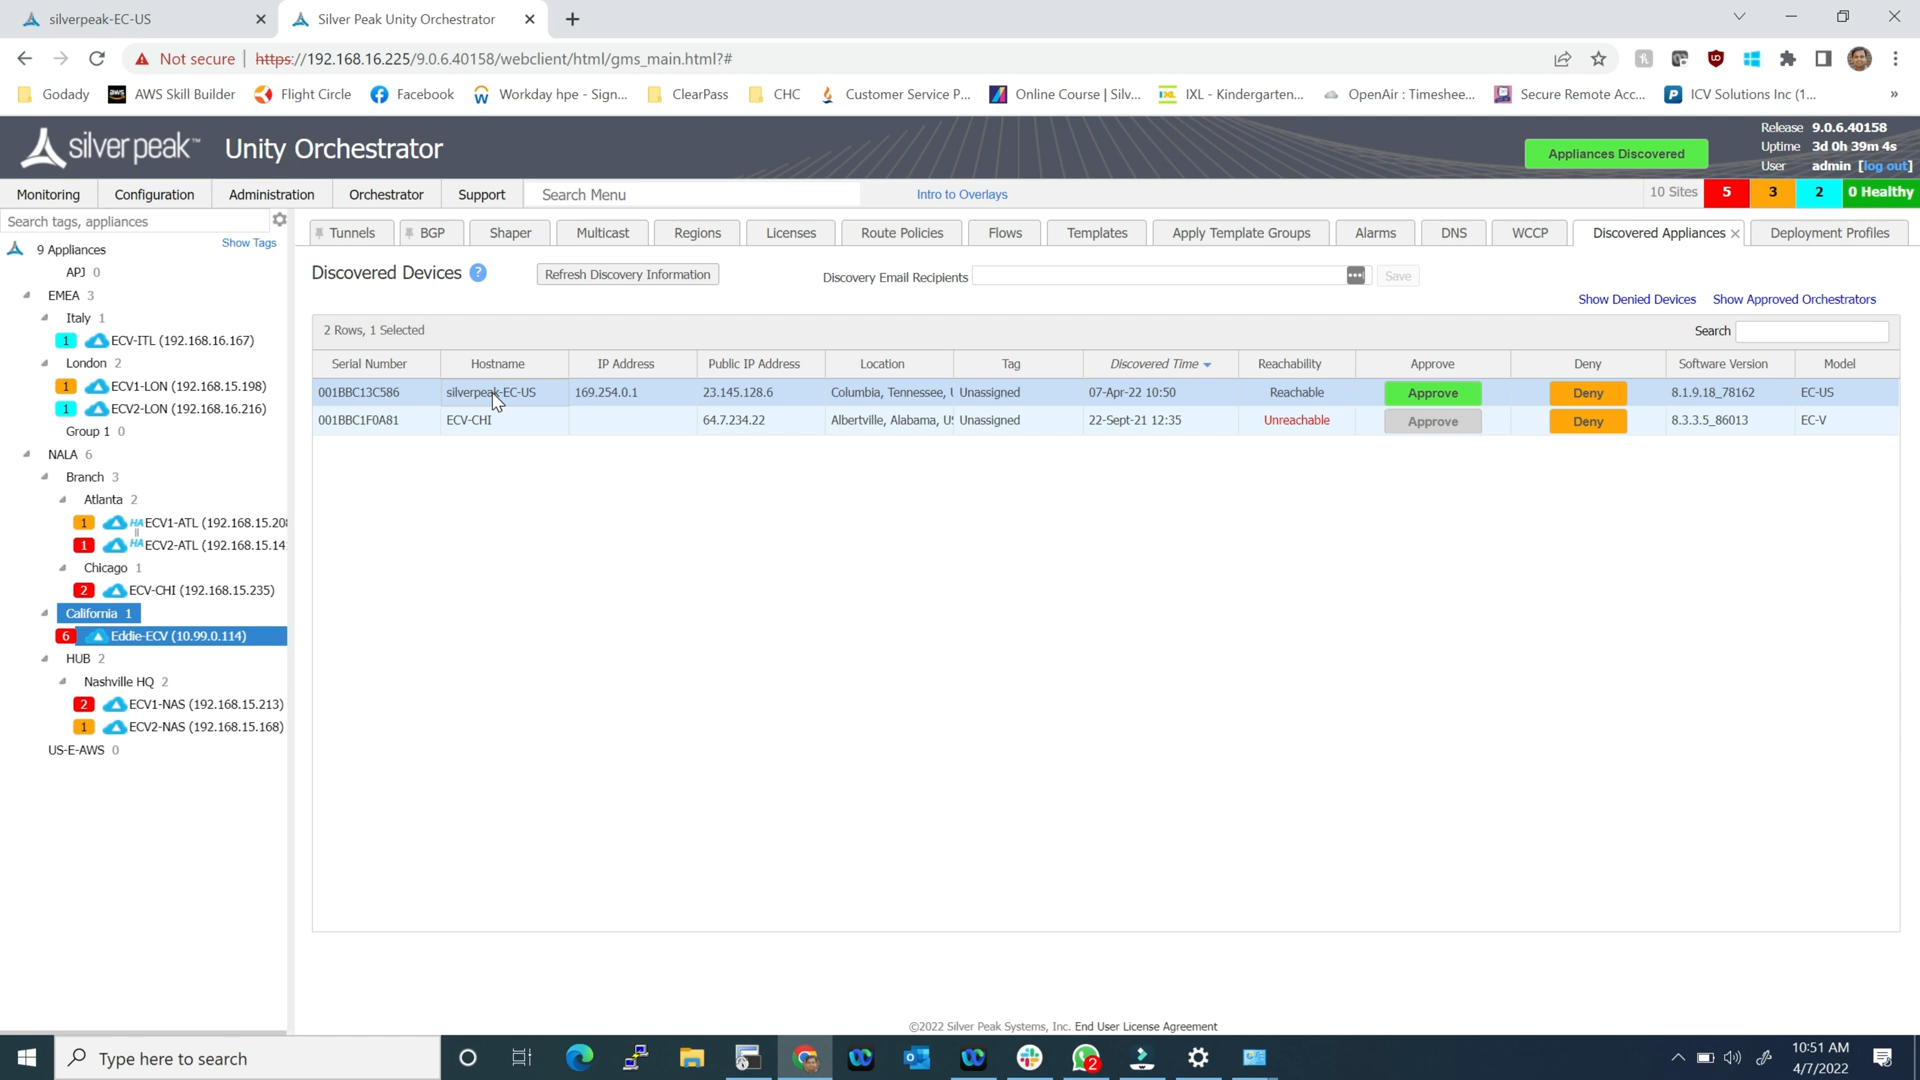 silverpeak-EC-US
Silver Peak Unity Orchestrator
Not secure
https://192.168.16.225/9.0.6.40158/webclient/html/gms_main.html?#
Godady
AWS Skill Builder
Flight Circle
Facebook
Workday hpe - Sign...
ClearPass
CHC
Customer Service P...
Online Course | Silv...
IXL - Kindergarten...
OpenAir : Timeshee...
Secure Remote Acc...
ICV Solutions Inc (1...
»
silver peak™ Unity Orchestrator
Appliances Discovered
Release 9.0.6.40158
Uptime 3d 0h 39m 4s
User admin [log out]
Monitoring Configuration Administration Orchestrator Support Search Menu Intro to Overlays
10 Sites 5 3 2 0 Healthy
Search tags, appliances
Show Tags
9 Appliances
APJ 0
EMEA 3
Italy 1
1 ECV-ITL (192.168.16.167)
London 2
1 ECV1-LON (192.168.15.198)
1 ECV2-LON (192.168.16.216)
Group 1 0
NALA 6
Branch 3
Atlanta 2
1 HA ECV1-ATL (192.168.15.208
1 HA ECV2-ATL (192.168.15.14
Chicago 1
2 ECV-CHI (192.168.15.235)
California 1
6 Eddie-ECV (10.99.0.114)
HUB 2
Nashville HQ 2
2 ECV1-NAS (192.168.15.213)
1 ECV2-NAS (192.168.15.168)
US-E-AWS 0
Tunnels BGP Shaper Multicast Regions Licenses Route Policies Flows Templates Apply Template Groups Alarms DNS WCCP Discovered Appliances Deployment Profiles
Discovered Devices ? Refresh Discovery Information Discovery Email Recipients Save
Show Denied Devices Show Approved Orchestrators
2 Rows, 1 Selected Search
Serial Number Hostname IP Address Public IP Address Location Tag Discovered Time Reachability Approve Deny Software Version Model
001BBC13C586 silverpeak-EC-US 169.254.0.1 23.145.128.6 Columbia, Tennessee, U Unassigned 07-Apr-22 10:50 Reachable Approve Deny 8.1.9.18_78162 EC-US
001BBC1F0A81 ECV-CHI 64.7.234.22 Albertville, Alabama, US Unassigned 22-Sept-21 12:35 Unreachable Approve Deny 8.3.3.5_86013 EC-V
©2022 Silver Peak Systems, Inc. End User License Agreement
Type here to search
2
10:51 AM
4/7/2022